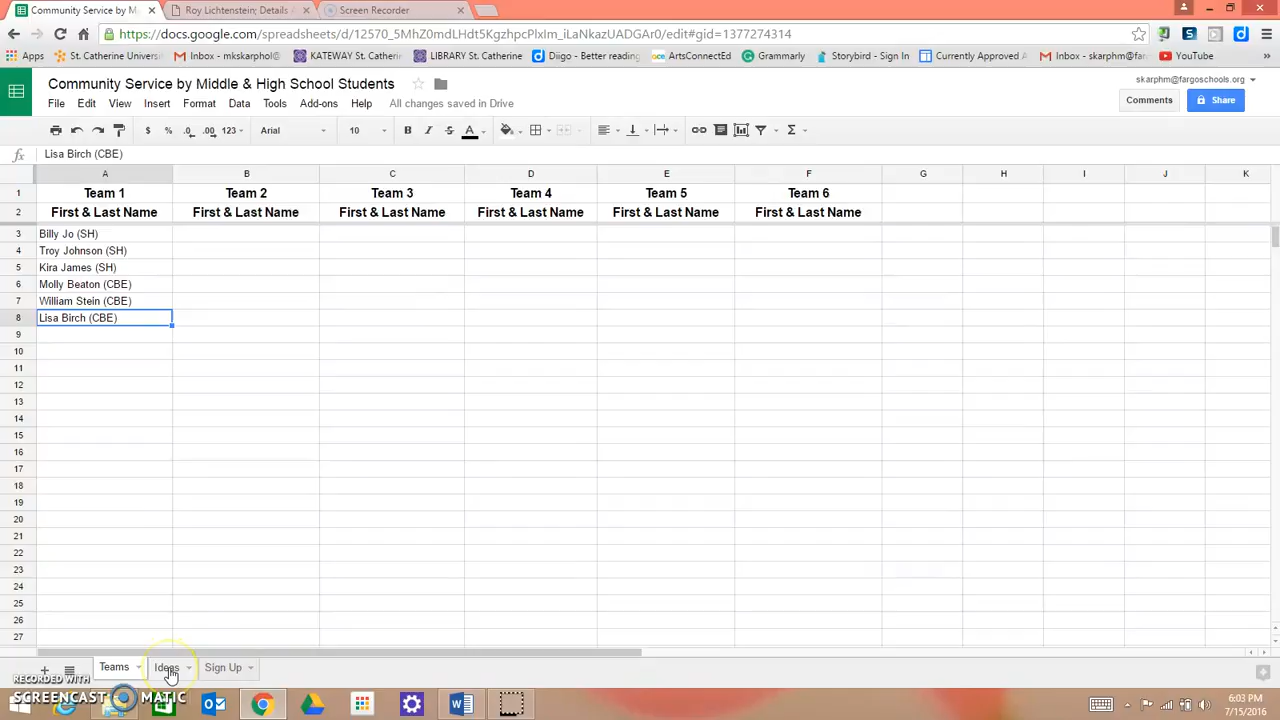 Community Service by M × Roy Lichtenstein; Details A × Screen Recorder ×
https://docs.google.com/spreadsheets/d/
Apps St. Catherine Univers Inbox - mkskarphol@ KATEWAY St. Catherine LIBRARY St. Catherine Diigo - Better reading ArtsConnectEd Grammarly Storybird - Sign In Currently Approved A Inbox - skarphm@far YouTube
Community Service by Middle & High School Students
skarphm@fargoschools.org
File Edit View Insert Format Data Tools Add-ons Help All changes saved in Drive
Comments Share
$ % .0 .00 123 Arial 10 B I S A Σ
fx Lisa Birch (CBE)
A B C D E F G H I J K
1 Team 1 Team 2 Team 3 Team 4 Team 5 Team 6
2 First & Last Name First & Last Name First & Last Name First & Last Name First & Last Name First & Last Name
3 Billy Jo (SH)
4 Troy Johnson (SH)
5 Kira James (SH)
6 Molly Beaton (CBE)
7 William Stein (CBE)
8 Lisa Birch (CBE)
9
10
11
12
13
14
15
16
17
18
19
20
21
22
23
24
25
26
27
Teams Ideas Sign Up
RECORDED WITH
SCREENCAST MATIC
6:03 PM
7/15/2016